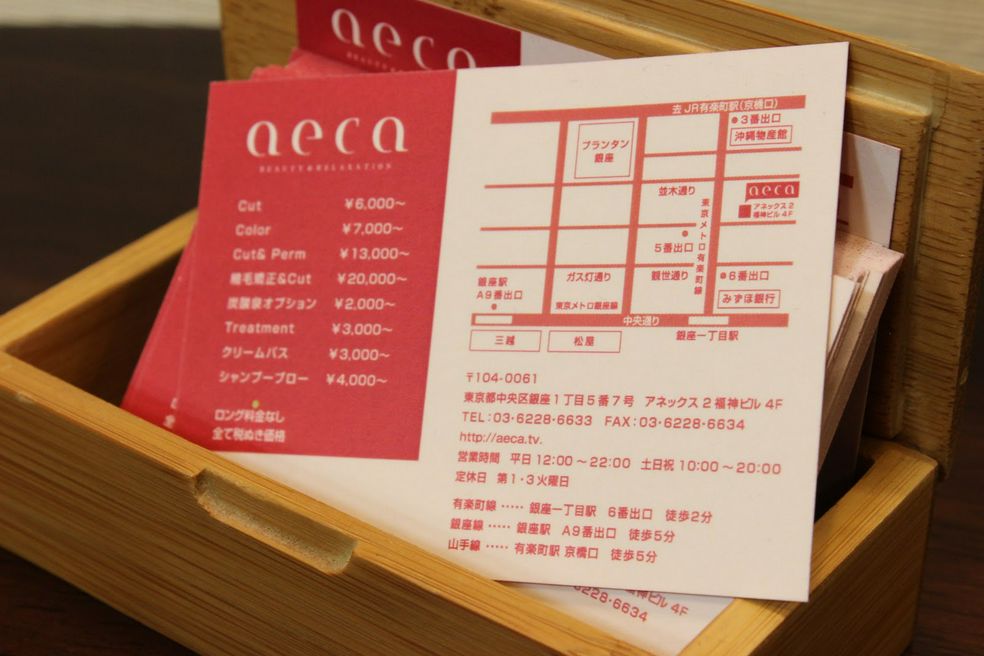 aeca
BEAUTY & RELAXATION
Cut ¥6,000~
Color ¥7,000~
Cut& Perm ¥13,000~
縮毛矯正&Cut ¥20,000~
炭酸泉オプション ¥2,000~
Treatment ¥3,000~
クリームバス ¥3,000~
シャンプーブロー ¥4,000~
ロング料金なし
全て税ぬき価格
去JR有楽町駅(京橋口)
3番出口
沖縄物産館
プランタン
銀座
並木通り
aeca
アネックス2
福神ビル4F
東京メトロ有楽町線
5番出口
ガス灯通り
観世通り
6番出口
みずほ銀行
銀座駅
A9番出口
東京メトロ銀座線
中央通り
三越
松屋
銀座一丁目駅
〒104-0061
東京都中央区銀座1丁目5番7号 アネックス2福神ビル4F
TEL:03・6228・6633 FAX:03・6228・6634
http://aeca.tv.
営業時間 平日12:00~22:00 土日祝10:00~20:00
定休日 第1・3火曜日
有楽町線 ····· 銀座一丁目駅 6番出口 徒歩2分
銀座線 ····· 銀座駅 A9番出口 徒歩5分
山手線 ····· 有楽町駅 京橋口 徒歩5分
aeca
福神ビル4F
6228・6634